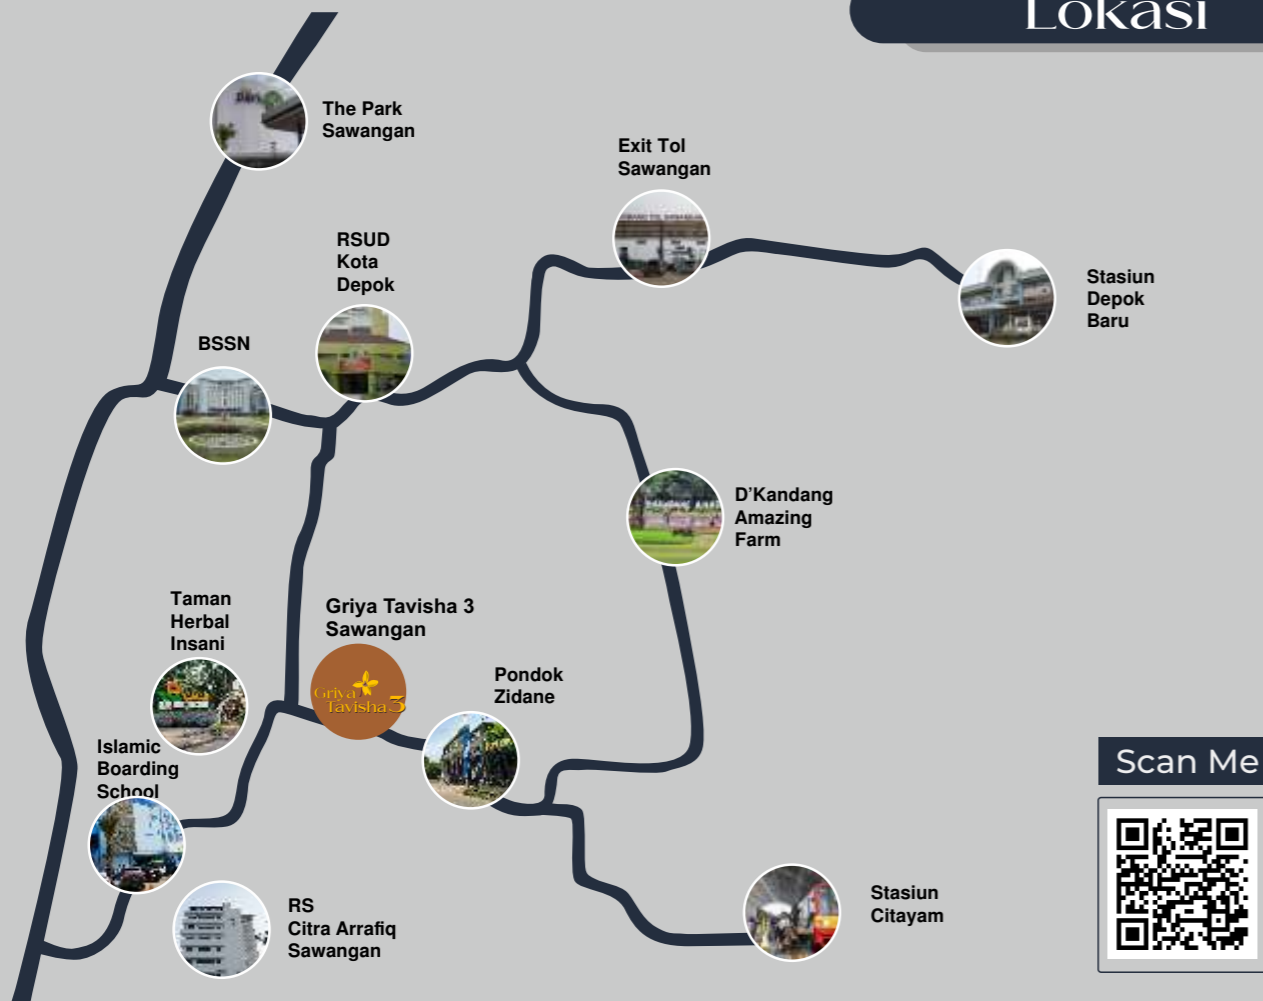 Lokasi
The Park
Sawangan
Exit Tol
Sawangan
RSUD
Kota
Depok
Stasiun
Depok
Baru
BSSN
D’Kandang
Amazing
Farm
Taman
Herbal
Insani
Griya Tavisha 3
Sawangan
Griya
Tavisha 3
Pondok
Zidane
Islamic
Boarding
School
Scan Me
RS
Citra Arrafiq
Sawangan
Stasiun
Citayam